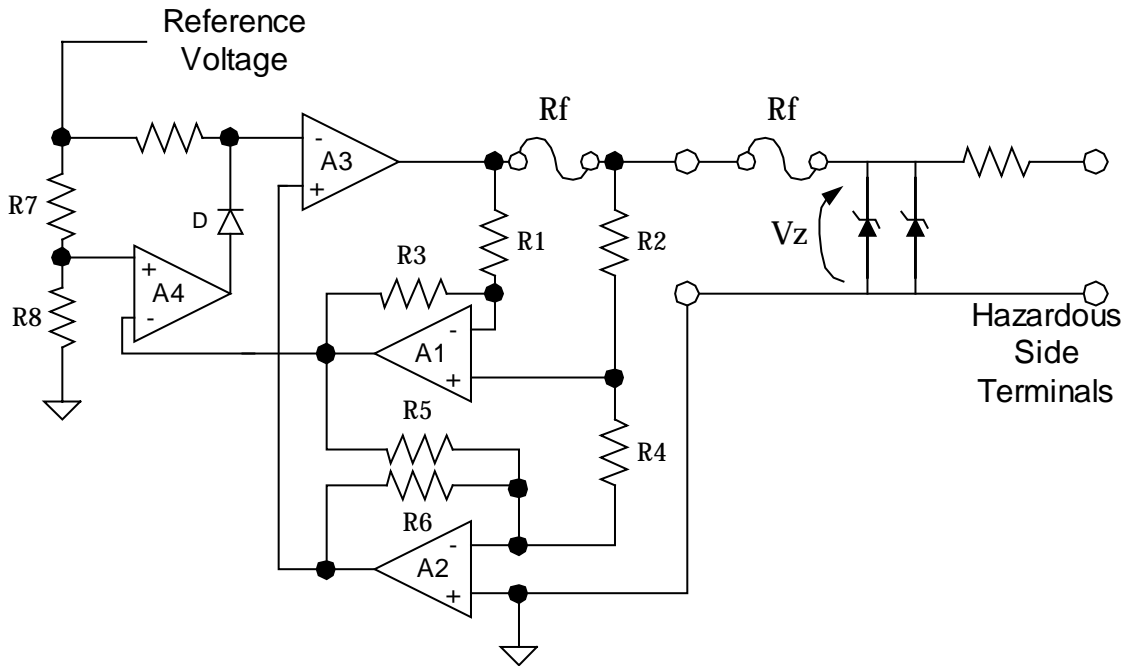 Reference
Voltage
Rf
Rf
-
A3
+
R7
D
R1
R2
Vz
R3
+
A4
-
R8
-
A1
+
Hazardous
Side
Terminals
R5
R4
R6
-
A2
+